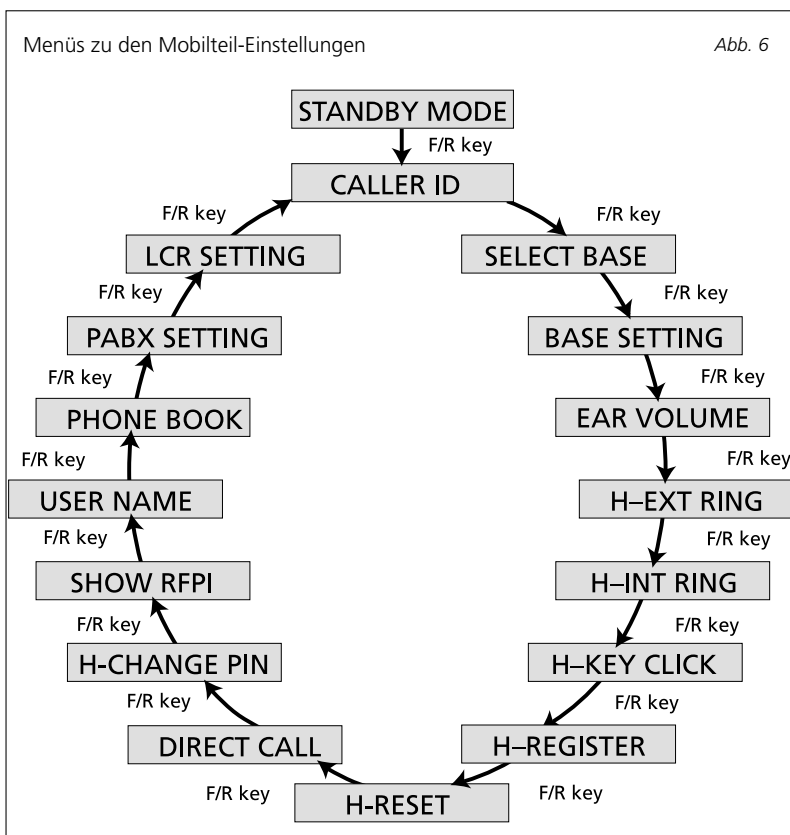 Menüs zu den Mobilteil-Einstellungen
Abb. 6
STANDBY MODE
F/R key
CALLER ID
F/R key
SELECT BASE
F/R key
BASE SETTING
F/R key
EAR VOLUME
F/R key
H–EXT RING
F/R key
H–INT RING
F/R key
H–KEY CLICK
F/R key
H–REGISTER
F/R key
H-RESET
F/R key
DIRECT CALL
F/R key
H-CHANGE PIN
F/R key
SHOW RFPI
F/R key
USER NAME
F/R key
PHONE BOOK
F/R key
PABX SETTING
F/R key
LCR SETTING
F/R key